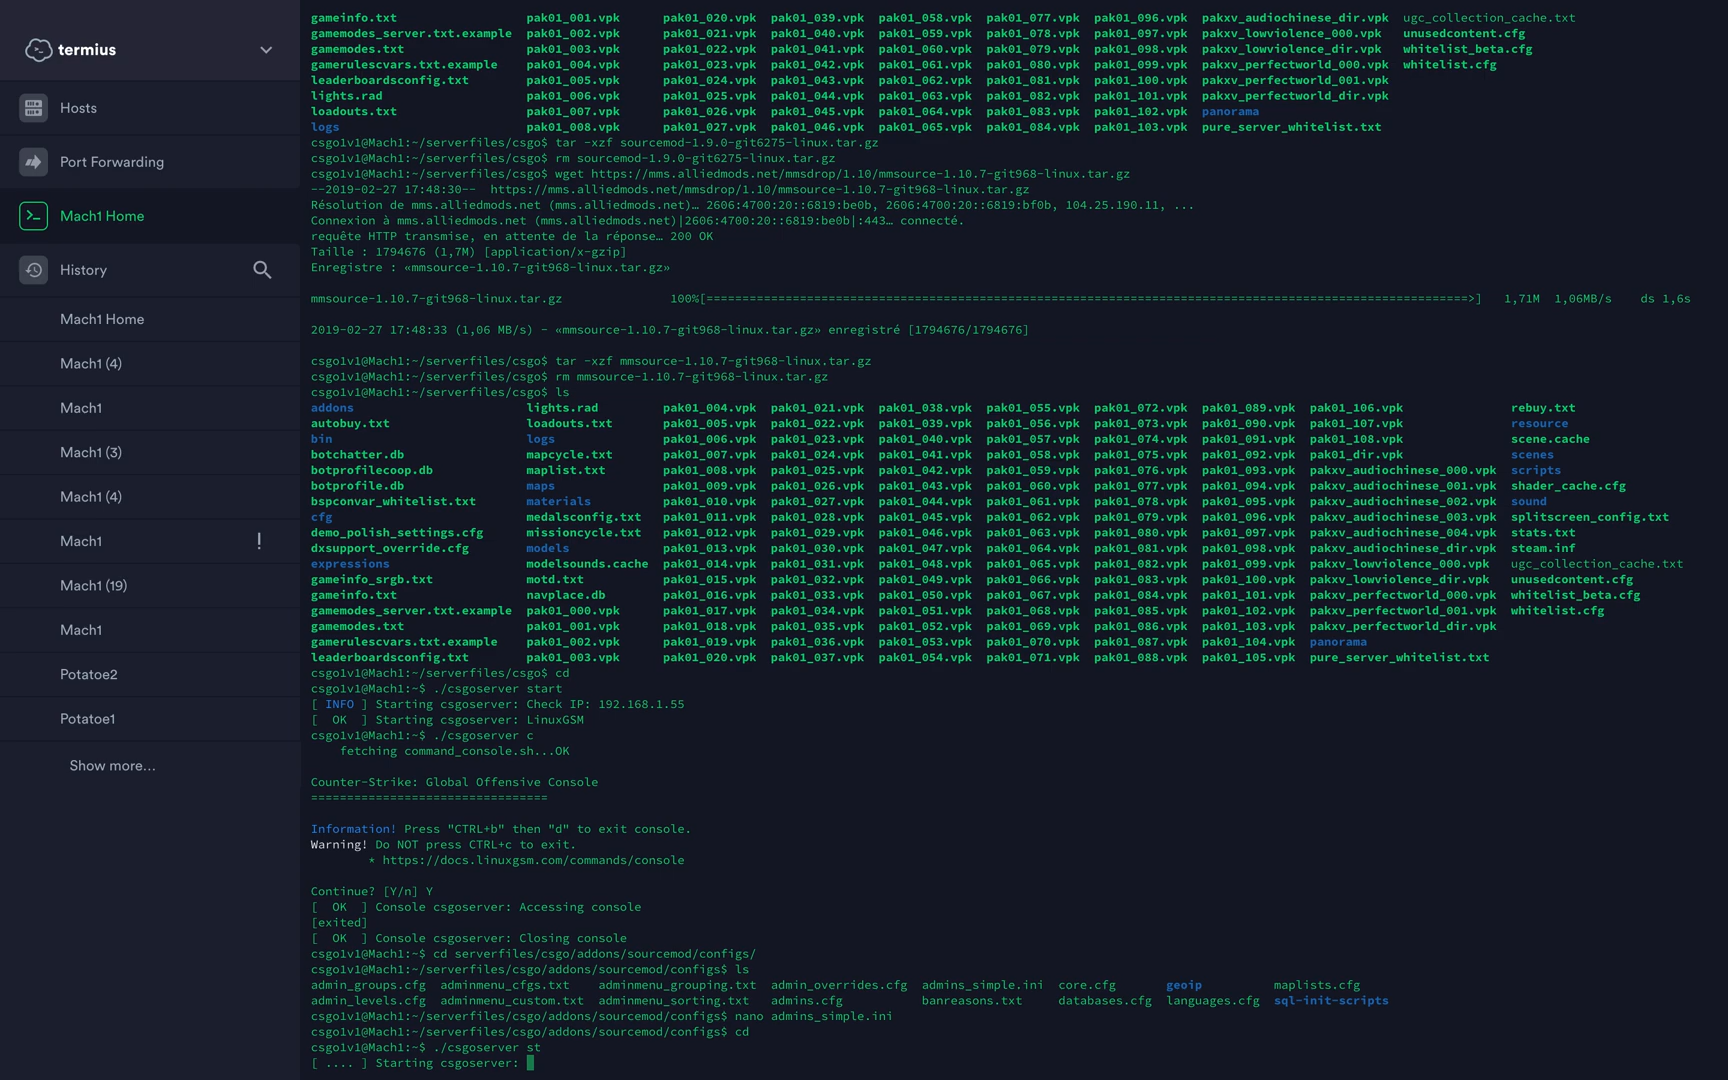 termius
Hosts
Port Forwarding
Mach1 Home
History
Mach1 Home
Mach1 (4)
Mach1
Mach1 (3)
Mach1 (4)
Mach1 !
Mach1 (19)
Mach1
Potatoe2
Potatoe1
Show more...
gameinfo.txt pak01_001.vpk pak01_020.vpk pak01_039.vpk pak01_058.vpk pak01_077.vpk pak01_096.vpk pakxv_audiochinese_dir.vpk ugc_collection_cache.txt
gamemodes_server.txt.example pak01_002.vpk pak01_021.vpk pak01_040.vpk pak01_059.vpk pak01_078.vpk pak01_097.vpk pakxv_lowviolence_000.vpk unusedcontent.cfg
gamemodes.txt pak01_003.vpk pak01_022.vpk pak01_041.vpk pak01_060.vpk pak01_079.vpk pak01_098.vpk pakxv_lowviolence_dir.vpk whitelist_beta.cfg
gamerulescvars.txt.example pak01_004.vpk pak01_023.vpk pak01_042.vpk pak01_061.vpk pak01_080.vpk pak01_099.vpk pakxv_perfectworld_000.vpk whitelist.cfg
leaderboardsconfig.txt pak01_005.vpk pak01_024.vpk pak01_043.vpk pak01_062.vpk pak01_081.vpk pak01_100.vpk pakxv_perfectworld_001.vpk
lights.rad pak01_006.vpk pak01_025.vpk pak01_044.vpk pak01_063.vpk pak01_082.vpk pak01_101.vpk pakxv_perfectworld_dir.vpk
loadouts.txt pak01_007.vpk pak01_026.vpk pak01_045.vpk pak01_064.vpk pak01_083.vpk pak01_102.vpk panorama
logs pak01_008.vpk pak01_027.vpk pak01_046.vpk pak01_065.vpk pak01_084.vpk pak01_103.vpk pure_server_whitelist.txt
csgo1v1@Mach1:~/serverfiles/csgo$ tar -xzf sourcemod-1.9.0-git6275-linux.tar.gz
csgo1v1@Mach1:~/serverfiles/csgo$ rm sourcemod-1.9.0-git6275-linux.tar.gz
csgo1v1@Mach1:~/serverfiles/csgo$ wget https://mms.alliedmods.net/mmsdrop/1.10/mmsource-1.10.7-git968-linux.tar.gz
--2019-02-27 17:48:30-- https://mms.alliedmods.net/mmsdrop/1.10/mmsource-1.10.7-git968-linux.tar.gz
Résolution de mms.alliedmods.net (mms.alliedmods.net)… 2606:4700:20::6819:be0b, 2606:4700:20::6819:bf0b, 104.25.190.11, ...
Connexion à mms.alliedmods.net (mms.alliedmods.net)|2606:4700:20::6819:be0b|:443… connecté.
requête HTTP transmise, en attente de la réponse… 200 OK
Taille : 1794676 (1,7M) [application/x-gzip]
Enregistre : «mmsource-1.10.7-git968-linux.tar.gz»
mmsource-1.10.7-git968-linux.tar.gz 100%[==========================================================================================================>] 1,71M 1,06MB/s ds 1,6s
2019-02-27 17:48:33 (1,06 MB/s) - «mmsource-1.10.7-git968-linux.tar.gz» enregistré [1794676/1794676]
csgo1v1@Mach1:~/serverfiles/csgo$ tar -xzf mmsource-1.10.7-git968-linux.tar.gz
csgo1v1@Mach1:~/serverfiles/csgo$ rm mmsource-1.10.7-git968-linux.tar.gz
csgo1v1@Mach1:~/serverfiles/csgo$ ls
addons lights.rad pak01_004.vpk pak01_021.vpk pak01_038.vpk pak01_055.vpk pak01_072.vpk pak01_089.vpk pak01_106.vpk rebuy.txt
autobuy.txt loadouts.txt pak01_005.vpk pak01_022.vpk pak01_039.vpk pak01_056.vpk pak01_073.vpk pak01_090.vpk pak01_107.vpk resource
bin logs pak01_006.vpk pak01_023.vpk pak01_040.vpk pak01_057.vpk pak01_074.vpk pak01_091.vpk pak01_108.vpk scene.cache
botchatter.db mapcycle.txt pak01_007.vpk pak01_024.vpk pak01_041.vpk pak01_058.vpk pak01_075.vpk pak01_092.vpk pak01_dir.vpk scenes
botprofilecoop.db maplist.txt pak01_008.vpk pak01_025.vpk pak01_042.vpk pak01_059.vpk pak01_076.vpk pak01_093.vpk pakxv_audiochinese_000.vpk scripts
botprofile.db maps pak01_009.vpk pak01_026.vpk pak01_043.vpk pak01_060.vpk pak01_077.vpk pak01_094.vpk pakxv_audiochinese_001.vpk shader_cache.cfg
bspconvar_whitelist.txt materials pak01_010.vpk pak01_027.vpk pak01_044.vpk pak01_061.vpk pak01_078.vpk pak01_095.vpk pakxv_audiochinese_002.vpk sound
cfg medalsconfig.txt pak01_011.vpk pak01_028.vpk pak01_045.vpk pak01_062.vpk pak01_079.vpk pak01_096.vpk pakxv_audiochinese_003.vpk splitscreen_config.txt
demo_polish_settings.cfg missioncycle.txt pak01_012.vpk pak01_029.vpk pak01_046.vpk pak01_063.vpk pak01_080.vpk pak01_097.vpk pakxv_audiochinese_004.vpk stats.txt
dxsupport_override.cfg models pak01_013.vpk pak01_030.vpk pak01_047.vpk pak01_064.vpk pak01_081.vpk pak01_098.vpk pakxv_audiochinese_dir.vpk steam.inf
expressions modelsounds.cache pak01_014.vpk pak01_031.vpk pak01_048.vpk pak01_065.vpk pak01_082.vpk pak01_099.vpk pakxv_lowviolence_000.vpk ugc_collection_cache.txt
gameinfo_srgb.txt motd.txt pak01_015.vpk pak01_032.vpk pak01_049.vpk pak01_066.vpk pak01_083.vpk pak01_100.vpk pakxv_lowviolence_dir.vpk unusedcontent.cfg
gameinfo.txt navplace.db pak01_016.vpk pak01_033.vpk pak01_050.vpk pak01_067.vpk pak01_084.vpk pak01_101.vpk pakxv_perfectworld_000.vpk whitelist_beta.cfg
gamemodes_server.txt.example pak01_000.vpk pak01_017.vpk pak01_034.vpk pak01_051.vpk pak01_068.vpk pak01_085.vpk pak01_102.vpk pakxv_perfectworld_001.vpk whitelist.cfg
gamemodes.txt pak01_001.vpk pak01_018.vpk pak01_035.vpk pak01_052.vpk pak01_069.vpk pak01_086.vpk pak01_103.vpk pakxv_perfectworld_dir.vpk
gamerulescvars.txt.example pak01_002.vpk pak01_019.vpk pak01_036.vpk pak01_053.vpk pak01_070.vpk pak01_087.vpk pak01_104.vpk panorama
leaderboardsconfig.txt pak01_003.vpk pak01_020.vpk pak01_037.vpk pak01_054.vpk pak01_071.vpk pak01_088.vpk pak01_105.vpk pure_server_whitelist.txt
csgo1v1@Mach1:~/serverfiles/csgo$ cd
csgo1v1@Mach1:~$ ./csgoserver start
[ INFO ] Starting csgoserver: Check IP: 192.168.1.55
[ OK ] Starting csgoserver: LinuxGSM
csgo1v1@Mach1:~$ ./csgoserver c
fetching command_console.sh...OK
Counter-Strike: Global Offensive Console
=================================
Information! Press "CTRL+b" then "d" to exit console.
Warning! Do NOT press CTRL+c to exit.
* https://docs.linuxgsm.com/commands/console
Continue? [Y/n] Y
[ OK ] Console csgoserver: Accessing console
[exited]
[ OK ] Console csgoserver: Closing console
csgo1v1@Mach1:~$ cd serverfiles/csgo/addons/sourcemod/configs/
csgo1v1@Mach1:~/serverfiles/csgo/addons/sourcemod/configs$ ls
admin_groups.cfg adminmenu_cfgs.txt adminmenu_grouping.txt admin_overrides.cfg admins_simple.ini core.cfg geoip maplists.cfg
admin_levels.cfg adminmenu_custom.txt adminmenu_sorting.txt admins.cfg banreasons.txt databases.cfg languages.cfg sql-init-scripts
csgo1v1@Mach1:~/serverfiles/csgo/addons/sourcemod/configs$ nano admins_simple.ini
csgo1v1@Mach1:~/serverfiles/csgo/addons/sourcemod/configs$ cd
csgo1v1@Mach1:~$ ./csgoserver st
[ .... ] Starting csgoserver: